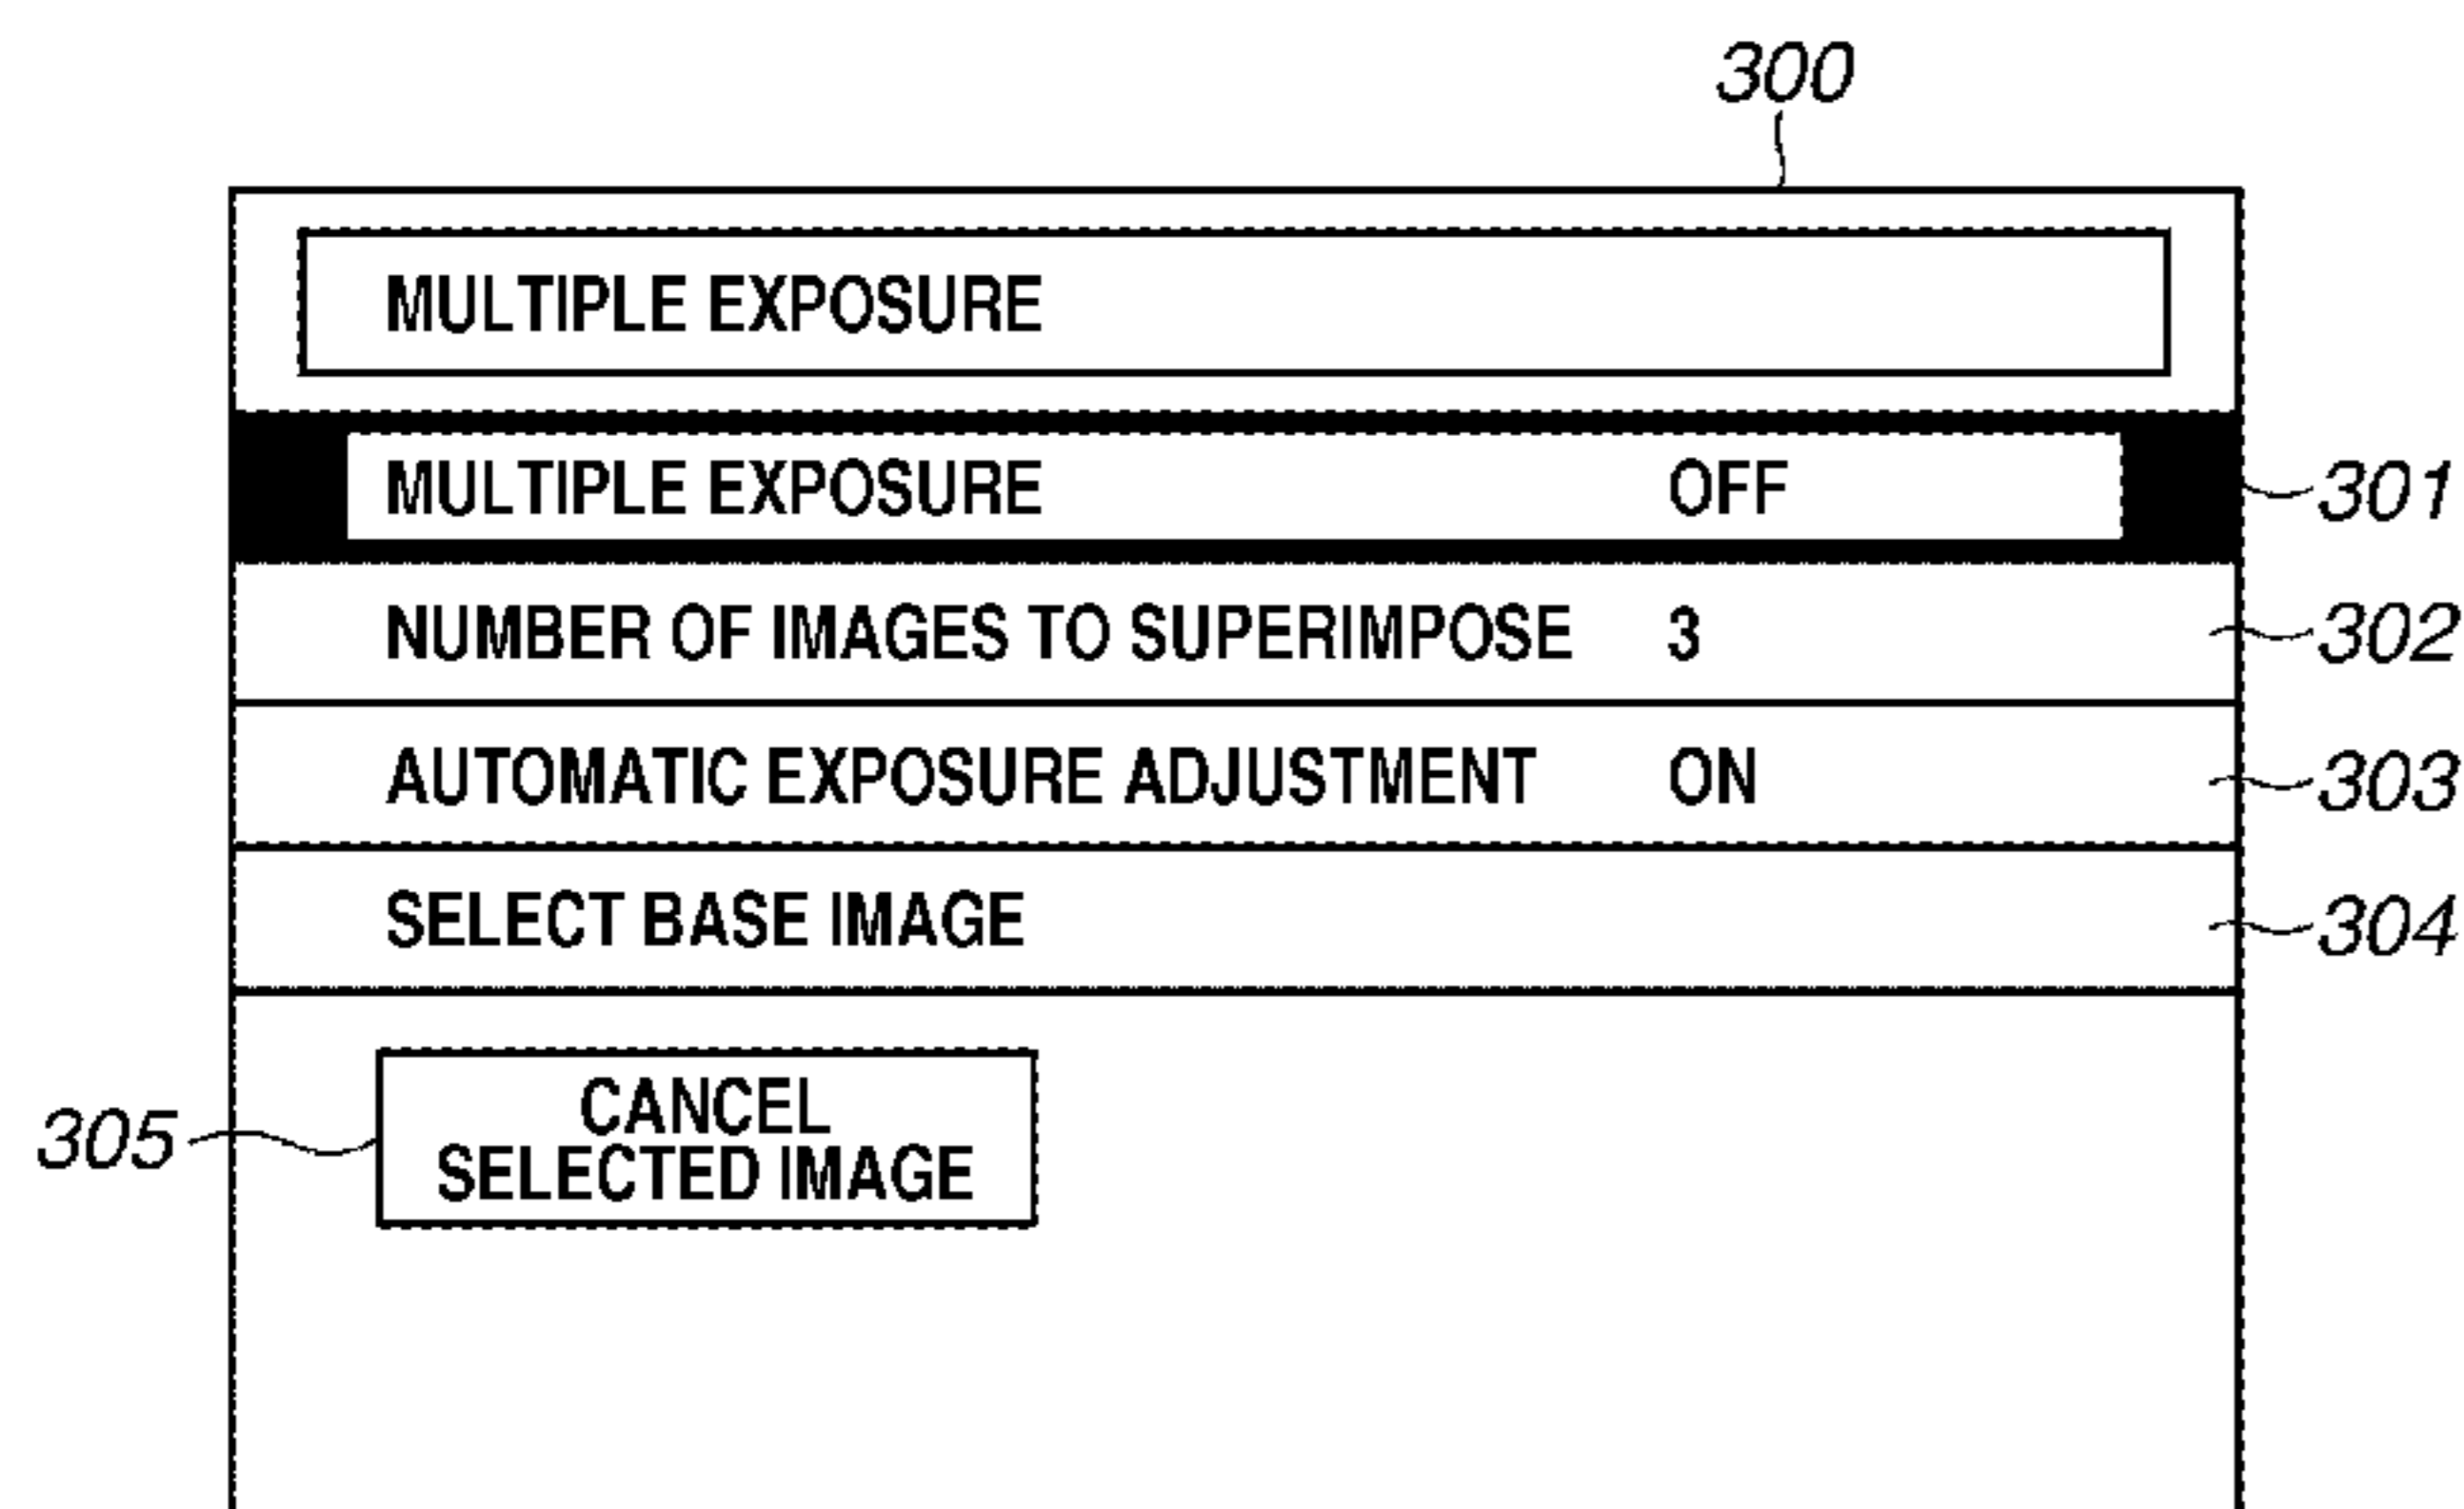 300
MULTIPLE EXPOSURE
MULTIPLE EXPOSURE OFF 301
NUMBER OF IMAGES TO SUPERIMPOSE 3 302
AUTOMATIC EXPOSURE ADJUSTMENT ON 303
SELECT BASE IMAGE 304
CANCEL
305
SELECTED IMAGE